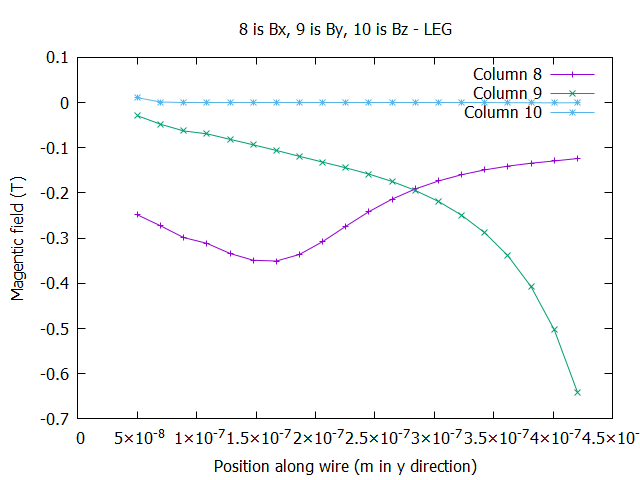 8 is Bx, 9 is By, 10 is Bz - LEG
0.1
0
-0.1
-0.2
-0.3
-0.4
-0.5
-0.6
-0.7
Magentic field (T)
Column 8
Column 9
Column 10
0 5×10⁻⁸ 1×10⁻⁷ 1.5×10⁻⁷ 2×10⁻⁷ 2.5×10⁻⁷ 3×10⁻⁷ 3.5×10⁻⁷ 4×10⁻⁷ 4.5×10⁻
Position along wire (m in y direction)